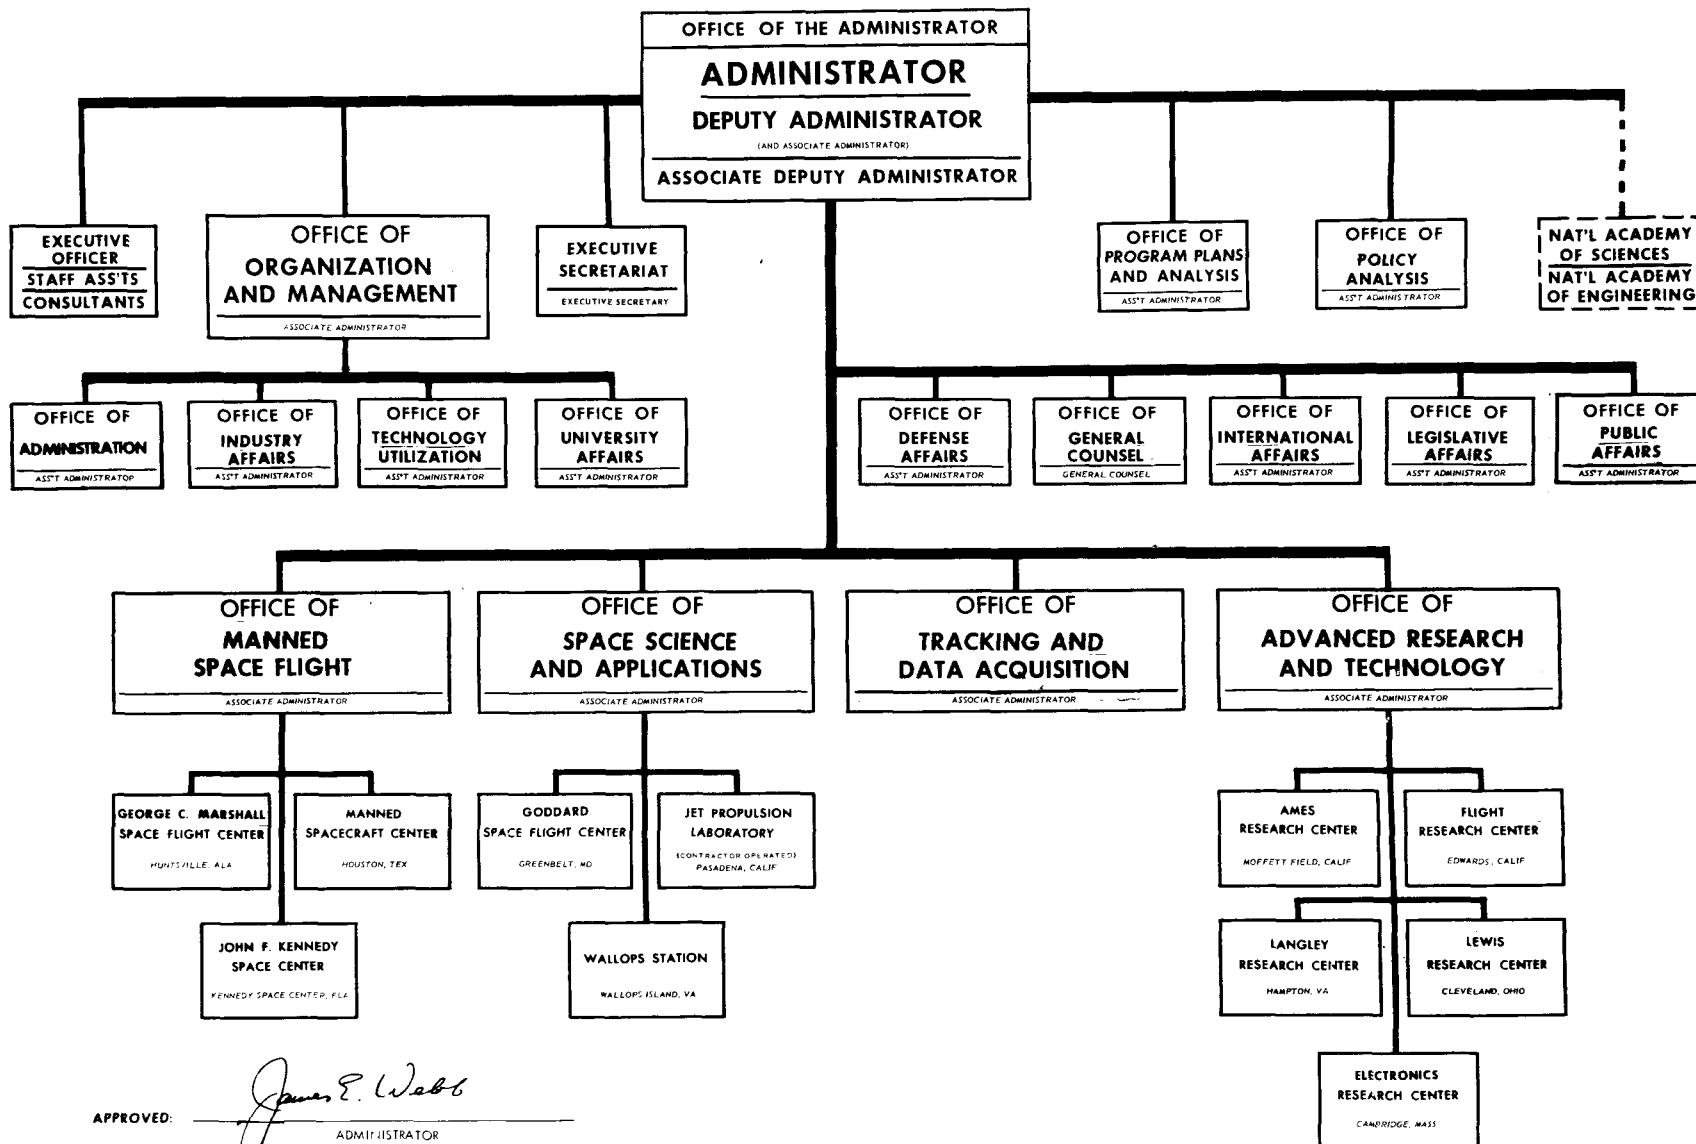 OFFICE OF THE ADMINISTRATOR
ADMINISTRATOR
DEPUTY ADMINISTRATOR
(AND ASSOCIATE ADMINISTRATOR)
ASSOCIATE DEPUTY ADMINISTRATOR
EXECUTIVE
OFFICER
STAFF ASS'TS
CONSULTANTS
OFFICE OF
ORGANIZATION
AND MANAGEMENT
ASSOCIATE ADMINISTRATOR
EXECUTIVE
SECRETARIAT
EXECUTIVE SECRETARY
OFFICE OF
PROGRAM PLANS
AND ANALYSIS
ASS'T ADMINISTRATOR
OFFICE OF
POLICY
ANALYSIS
ASS'T ADMINISTRATOR
NAT'L ACADEMY
OF SCIENCES
NAT'L ACADEMY
OF ENGINEERING
OFFICE OF
ADMINISTRATION
ASS'T ADMINISTRATOR
OFFICE OF
INDUSTRY
AFFAIRS
ASS'T ADMINISTRATOR
OFFICE OF
TECHNOLOGY
UTILIZATION
ASS'T ADMINISTRATOR
OFFICE OF
UNIVERSITY
AFFAIRS
ASS'T ADMINISTRATOR
OFFICE OF
DEFENSE
AFFAIRS
ASS'T ADMINISTRATOR
OFFICE OF
GENERAL
COUNSEL
GENERAL COUNSEL
OFFICE OF
INTERNATIONAL
AFFAIRS
ASS'T ADMINISTRATOR
OFFICE OF
LEGISLATIVE
AFFAIRS
ASS'T ADMINISTRATOR
OFFICE OF
PUBLIC
AFFAIRS
ASS'T ADMINISTRATOR
OFFICE OF
MANNED
SPACE FLIGHT
ASSOCIATE ADMINISTRATOR
OFFICE OF
SPACE SCIENCE
AND APPLICATIONS
ASSOCIATE ADMINISTRATOR
OFFICE OF
TRACKING AND
DATA ACQUISITION
ASSOCIATE ADMINISTRATOR
OFFICE OF
ADVANCED RESEARCH
AND TECHNOLOGY
ASSOCIATE ADMINISTRATOR
GEORGE C. MARSHALL
SPACE FLIGHT CENTER
HUNTSVILLE, ALA
MANNED
SPACECRAFT CENTER
HOUSTON, TEX
GODDARD
SPACE FLIGHT CENTER
GREENBELT, MD
JET PROPULSION
LABORATORY
(CONTRACTOR OPERATED)
PASADENA, CALIF
AMES
RESEARCH CENTER
MOFFETT FIELD, CALIF
FLIGHT
RESEARCH CENTER
EDWARDS, CALIF
JOHN F. KENNEDY
SPACE CENTER
KENNEDY SPACE CENTER, FLA
WALLOPS STATION
WALLOPS ISLAND, VA
LANGLEY
RESEARCH CENTER
HAMPTON, VA
LEWIS
RESEARCH CENTER
CLEVELAND, OHIO
ELECTRONICS
RESEARCH CENTER
CAMBRIDGE, MASS
APPROVED: James E. Webb
ADMINISTRATOR